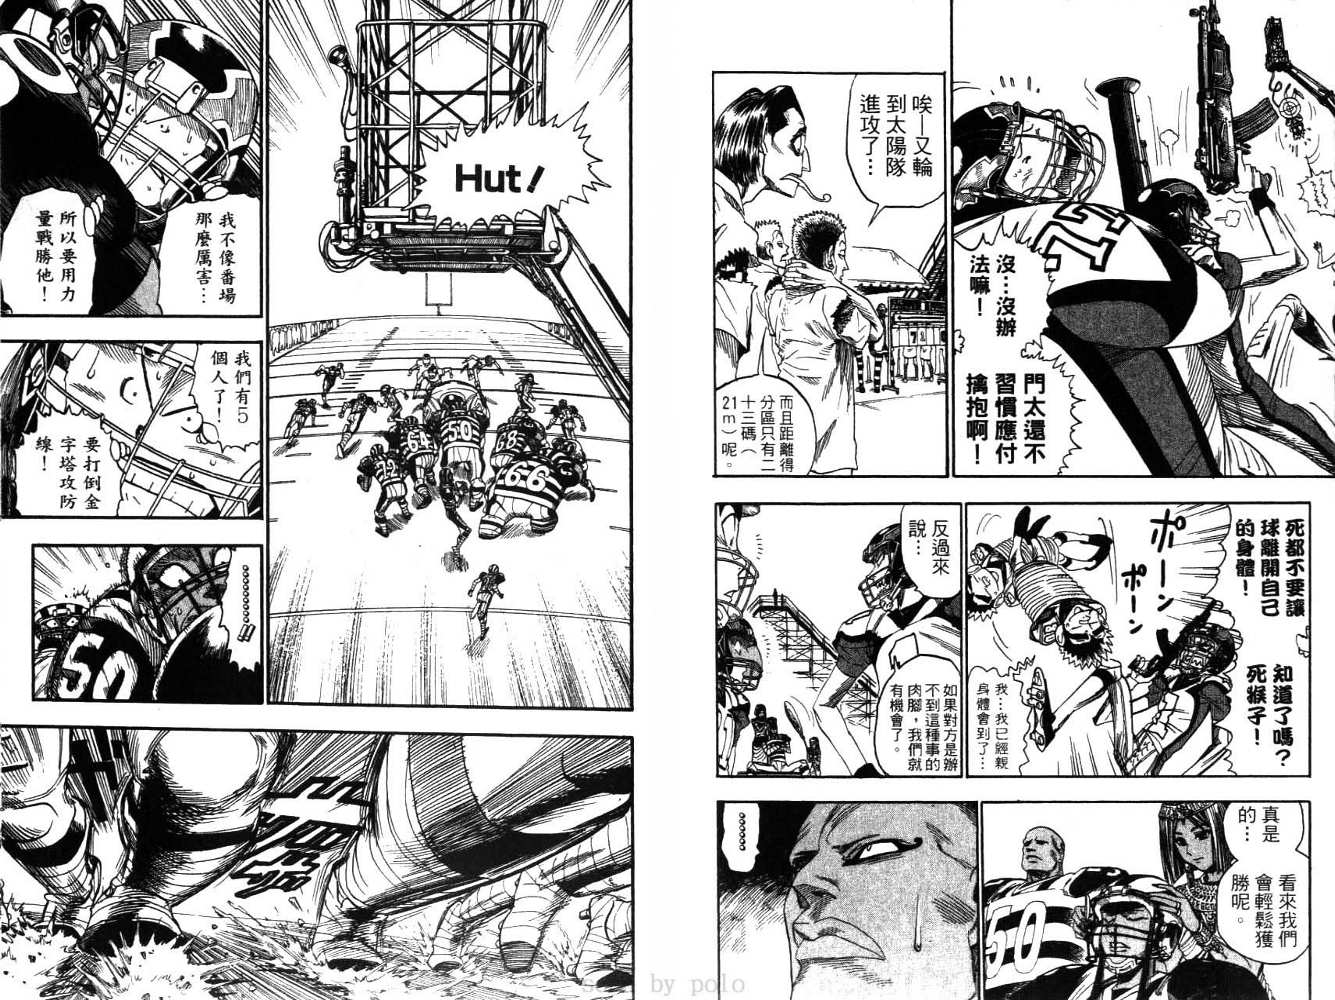 沒…沒辦
法嘛！
門太還不
習慣應付
擒抱啊！
唉—又輪
到太陽隊
進攻了…
71
而且距離得
分區只有二
十三碼（
21m）呢。
死都不要讓
球離開自己
的身體！
知道了嗎？
死猴子！
ポーン
ポーン
我…我已經親
身體會到了…
反過來
說…
如果對方是辦
不到這種事的
肉腳，我們就
有機會了。
真是
的…
看來我們
會輕鬆獲
勝呢。
50
……
Hut!
64
50
68
66
32
我不像番場
那麼厲害…
所以要用力
量戰勝他！
我們有5
個人了！
要打倒金
字塔攻防
線！
………!!
50
by polo